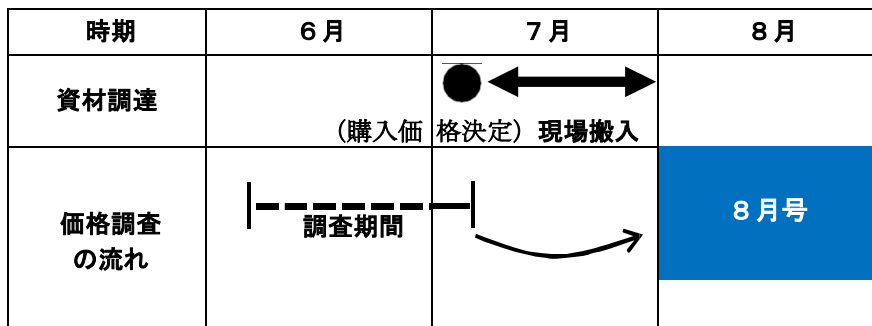 時期
６月
７月
８月
資材調達
（購入価格決定）現場搬入
価格調査
の流れ
調査期間
８月号